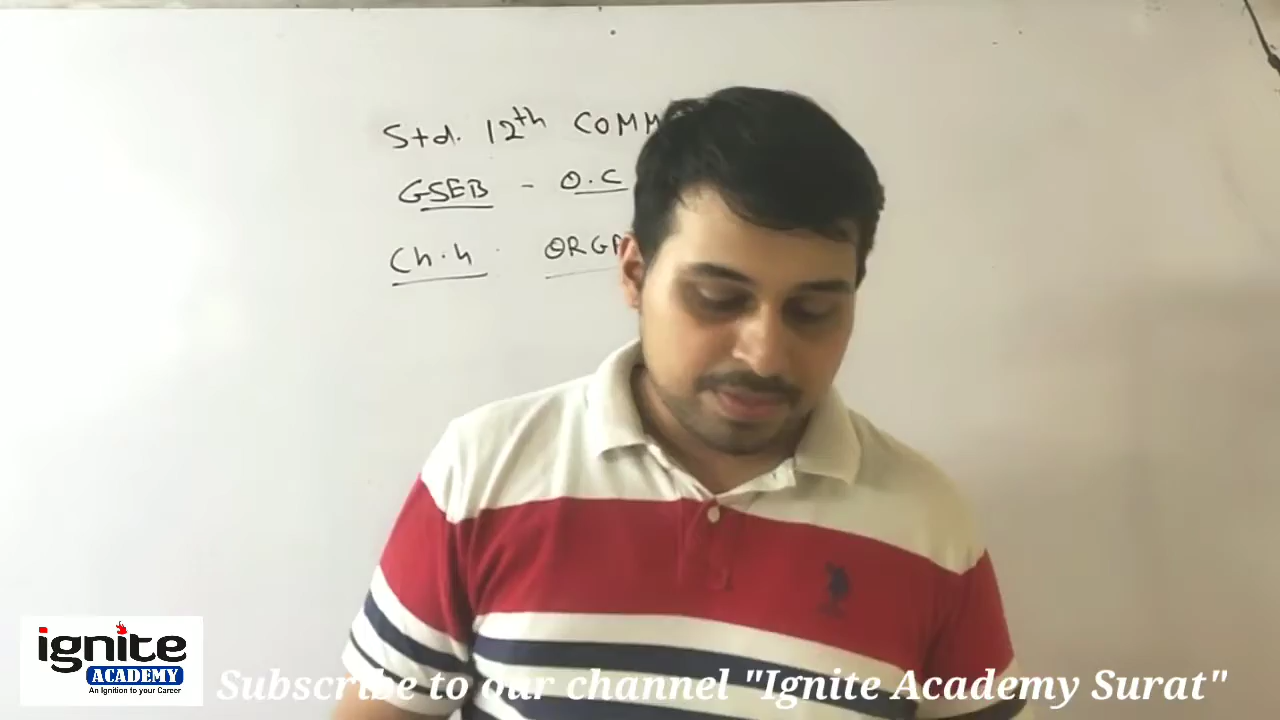 Std. 12th COMM
GSEB - O.C
Ch.4. ORGA
ignite
ACADEMY
An Ignition to your Career
Subscribe to our channel "Ignite Academy Surat"